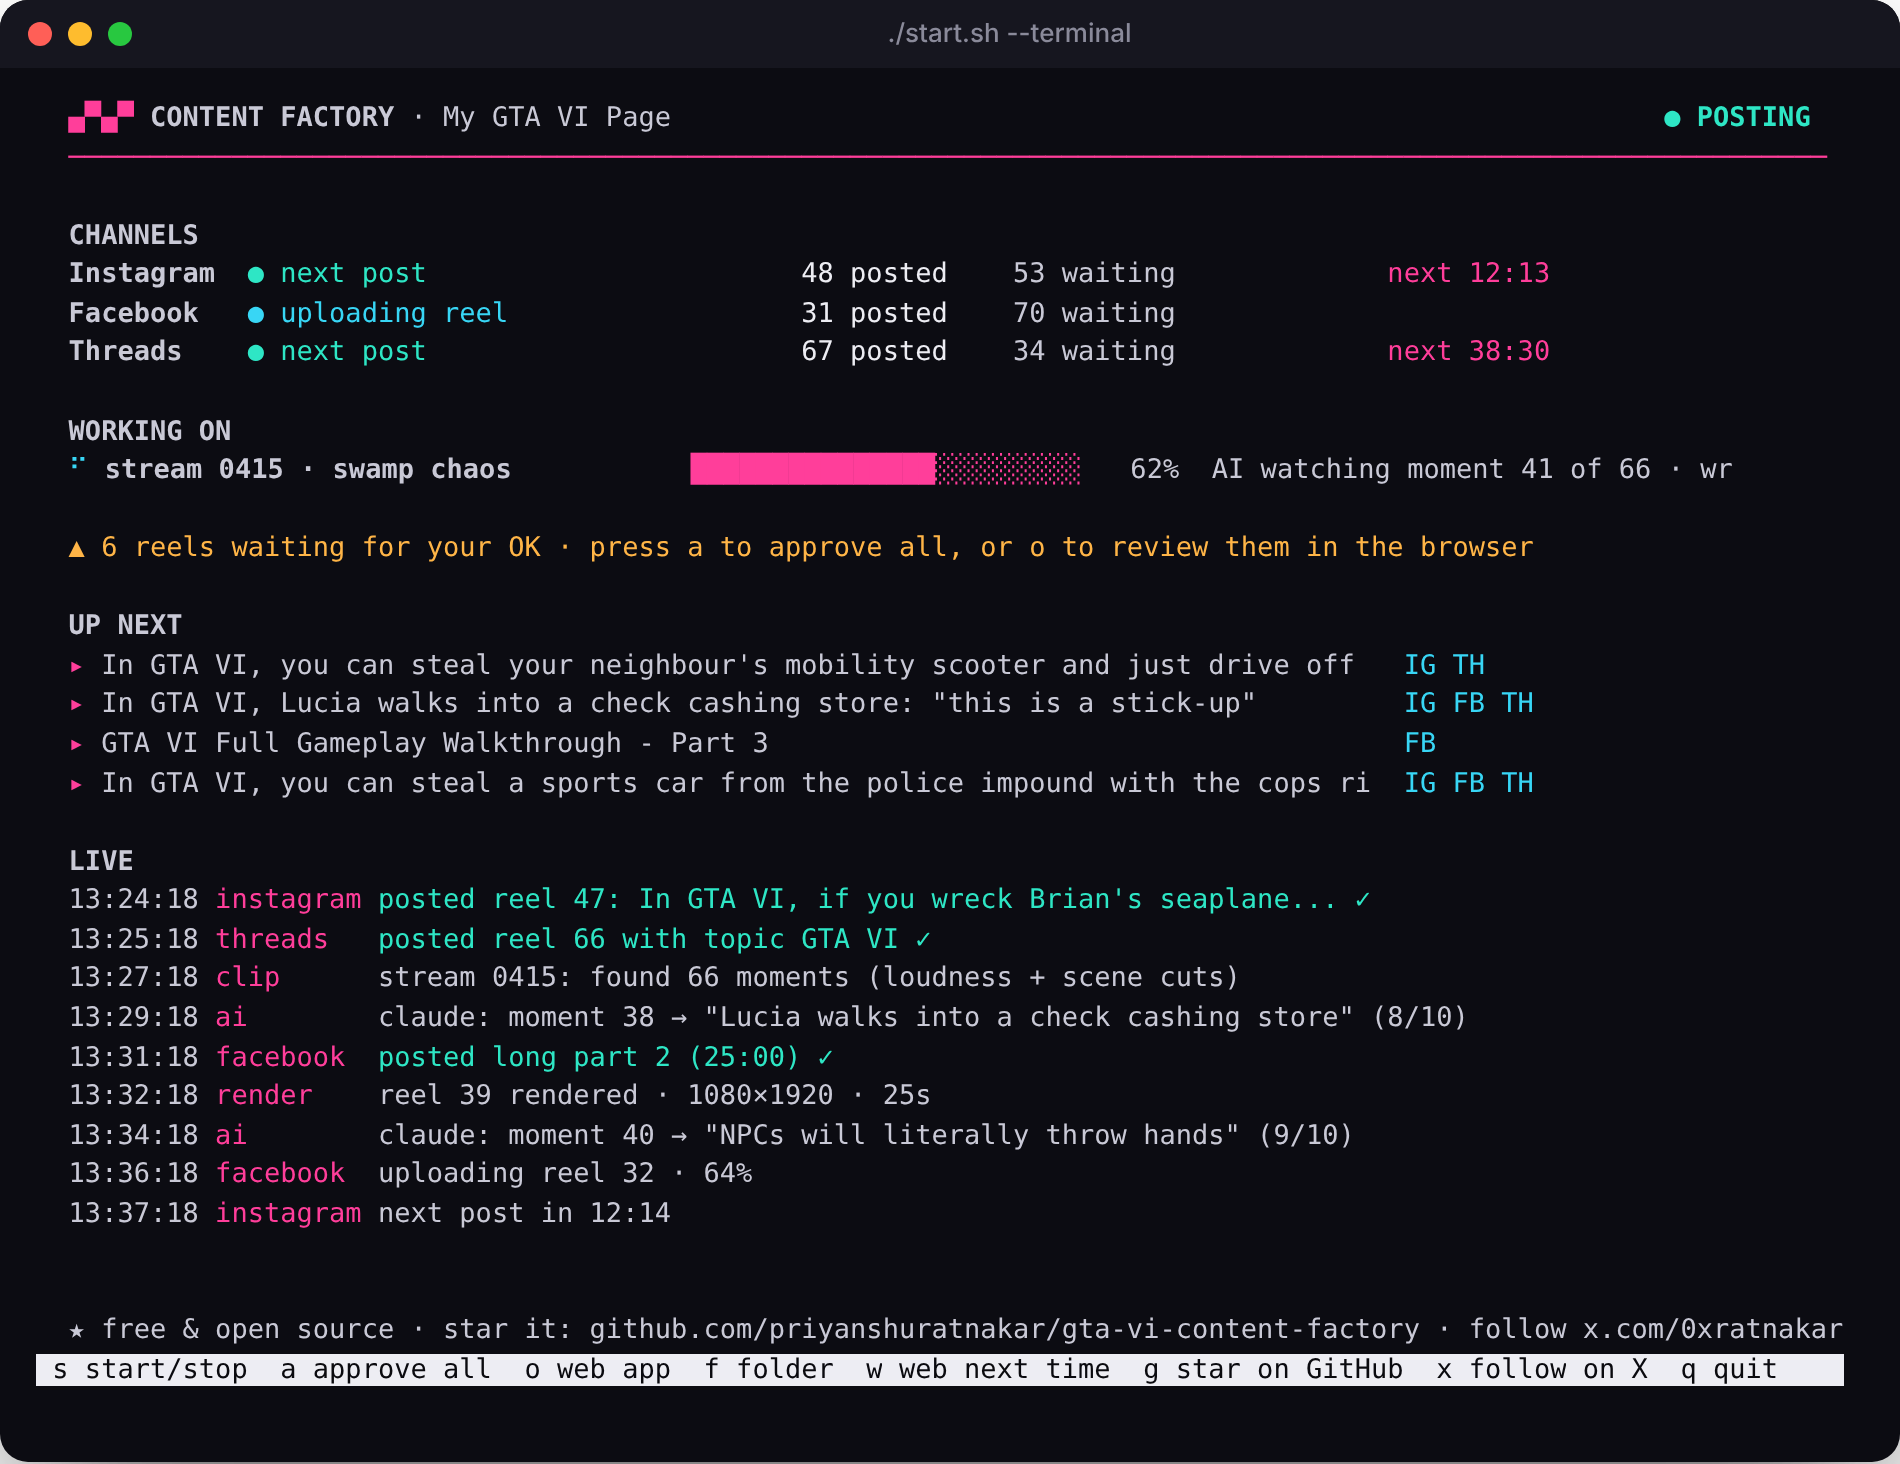 ./start.sh --terminal
CONTENT FACTORY · My GTA VI Page ● POSTING
CHANNELS
Instagram ● next post 48 posted 53 waiting next 12:13
Facebook ● uploading reel 31 posted 70 waiting
Threads ● next post 67 posted 34 waiting next 38:30
WORKING ON
stream 0415 · swamp chaos 62% AI watching moment 41 of 66 · wr
▲ 6 reels waiting for your OK · press a to approve all, or o to review them in the browser
UP NEXT
▸ In GTA VI, you can steal your neighbour's mobility scooter and just drive off IG TH
▸ In GTA VI, Lucia walks into a check cashing store: "this is a stick-up" IG FB TH
▸ GTA VI Full Gameplay Walkthrough - Part 3 FB
▸ In GTA VI, you can steal a sports car from the police impound with the cops ri IG FB TH
LIVE
13:24:18 instagram posted reel 47: In GTA VI, if you wreck Brian's seaplane... ✓
13:25:18 threads posted reel 66 with topic GTA VI ✓
13:27:18 clip stream 0415: found 66 moments (loudness + scene cuts)
13:29:18 ai claude: moment 38 → "Lucia walks into a check cashing store" (8/10)
13:31:18 facebook posted long part 2 (25:00) ✓
13:32:18 render reel 39 rendered · 1080×1920 · 25s
13:34:18 ai claude: moment 40 → "NPCs will literally throw hands" (9/10)
13:36:18 facebook uploading reel 32 · 64%
13:37:18 instagram next post in 12:14
★ free & open source · star it: github.com/priyanshuratnakar/gta-vi-content-factory · follow x.com/0xratnakar
s start/stop a approve all o web app f folder w web next time g star on GitHub x follow on X q quit